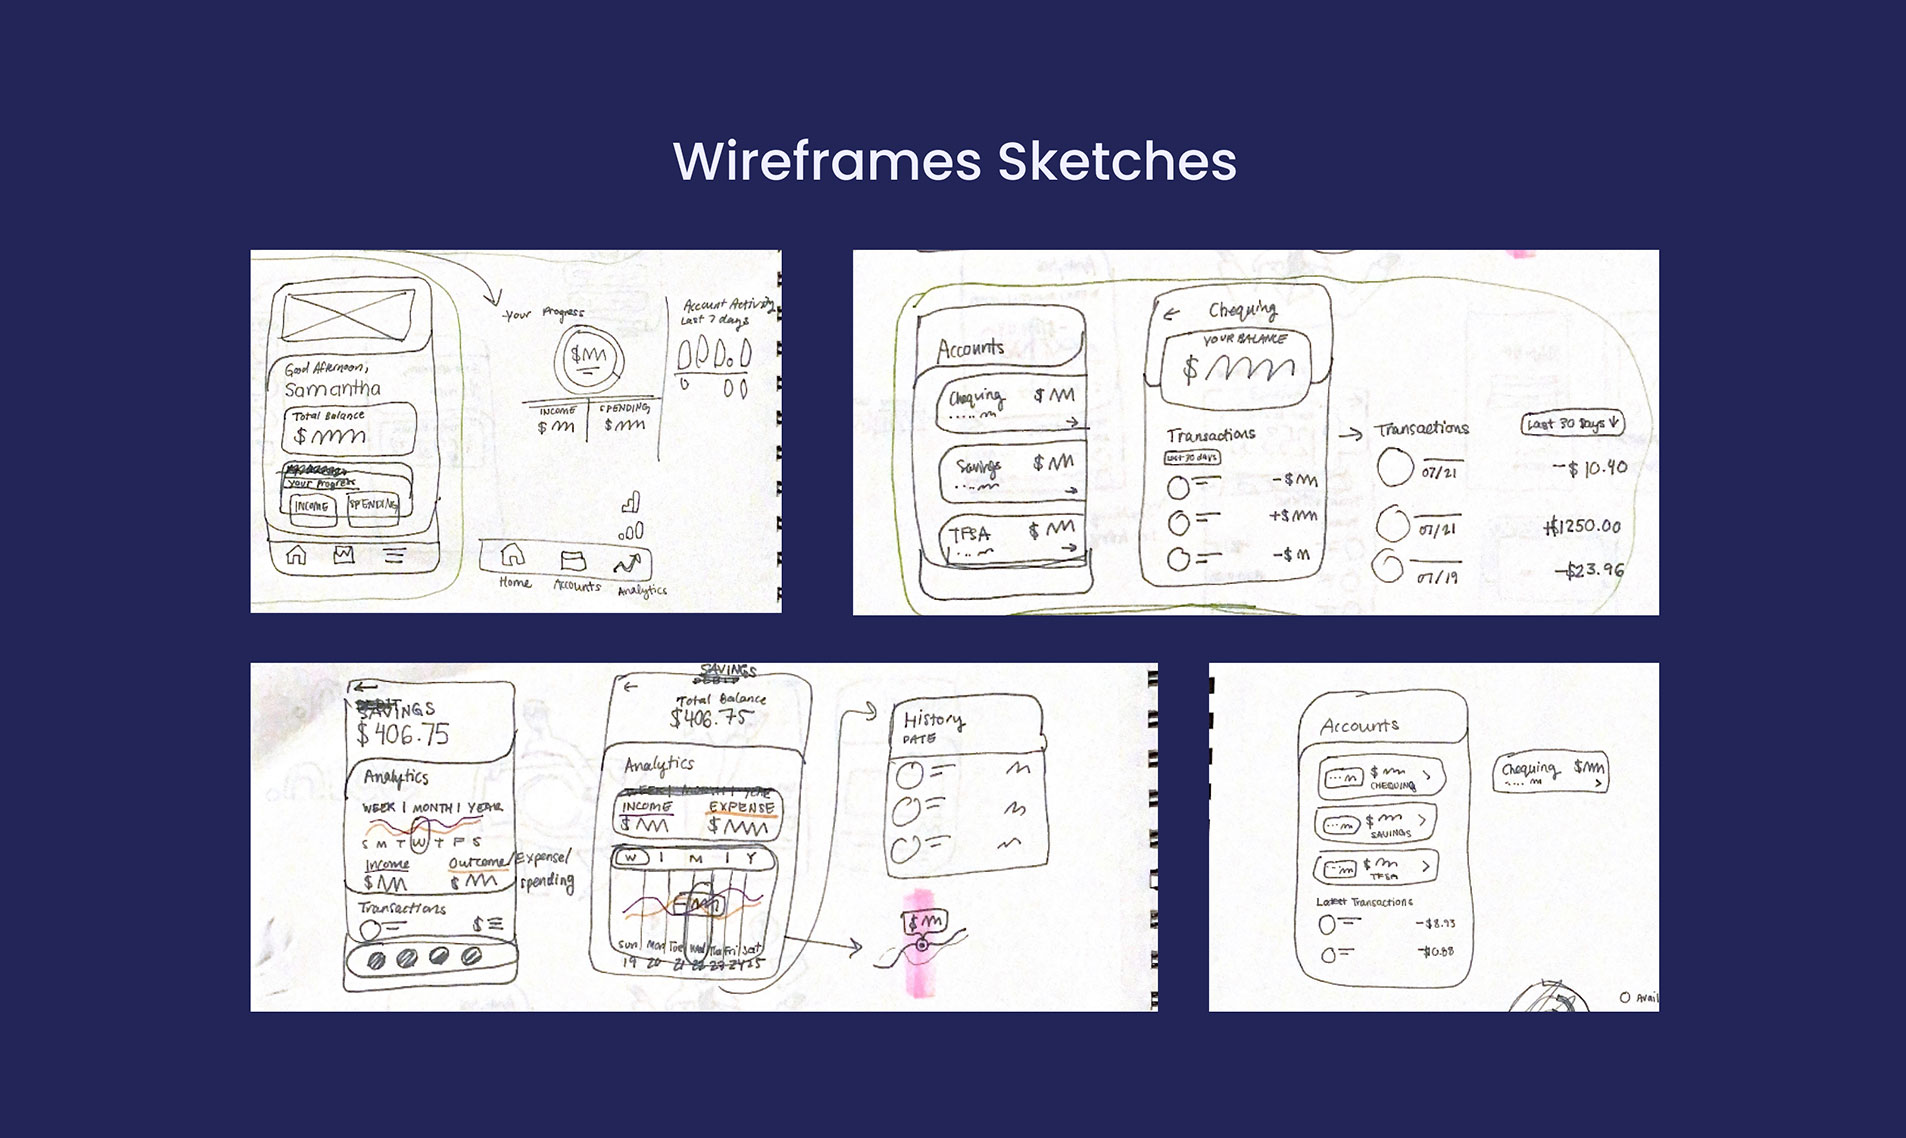 Wireframes Sketches
Good Afternoon,
Samantha
Total Balance
$
Your Progress
INCOME
SPENDING
Your Progress
$
INCOME
SPENDING
$
$
Account Activity
Last 7 days
Home
Accounts
Analytics
Accounts
Chequing $
Savings $
TFSA $
Chequing
YOUR BALANCE
$
Transactions
Last 30 days
-$
+$
-$
Transactions
Last 30 days
07/21
-$10.40
07/21
+$1250.00
07/19
-$23.96
SAVINGS
$406.75
Analytics
WEEK | MONTH | YEAR
S M T W T F S
Income
Outcome/Expense/
spending
$
$
Transactions
$
SAVINGS
Total Balance
$406.75
Analytics
INCOME
EXPENSE
$
$
W | M | Y
Sun Mon Tue Wed Thu Fri Sat
19 20 21 22 23 24 25
History
DATE
$
Accounts
$
CHEQUING
$
SAVINGS
$
TFSA
Latest Transactions
-$8.93
Chequing $
Avail